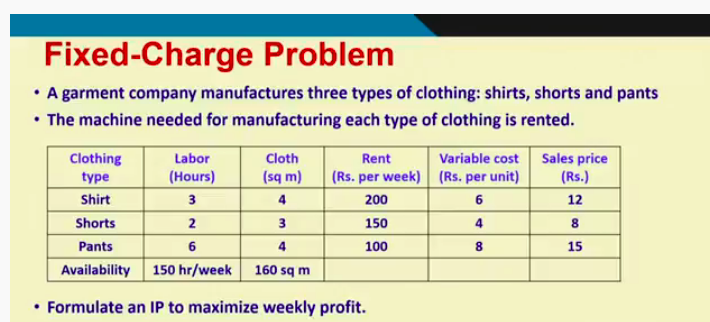 Fixed-Charge Problem
• A garment company manufactures three types of clothing: shirts, shorts and pants
• The machine needed for manufacturing each type of clothing is rented.
Clothing type Labor (Hours) Cloth (sq m) Rent (Rs. per week) Variable cost (Rs. per unit) Sales price (Rs.)
Shirt 3 4 200 6 12
Shorts 2 3 150 4 8
Pants 6 4 100 8 15
Availability 150 hr/week 160 sq m
• Formulate an IP to maximize weekly profit.